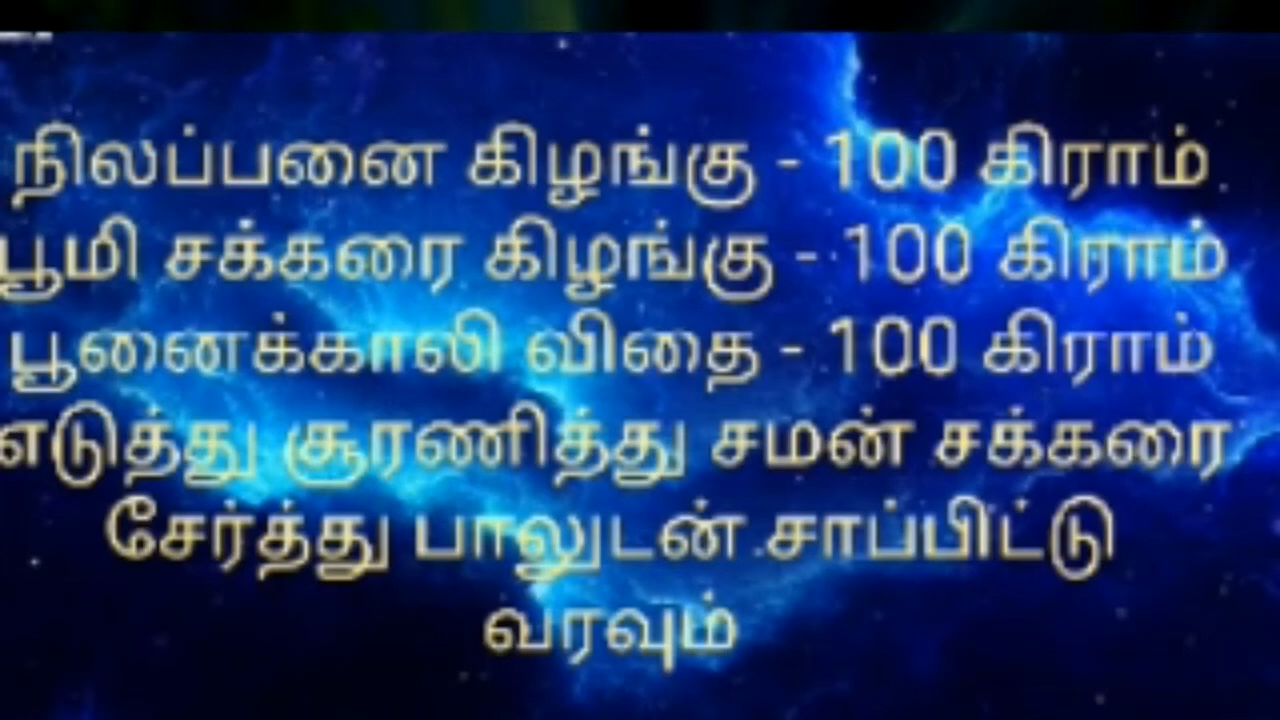 நிலப்பனை கிழங்கு - 100 கிராம்
பூமி சக்கரை கிழங்கு - 100 கிராம்
பூனைக்காலி விதை - 100 கிராம்
எடுத்து சூரணித்து சமன் சக்கரை
சேர்த்து பாலுடன் சாப்பிட்டு
வரவும்